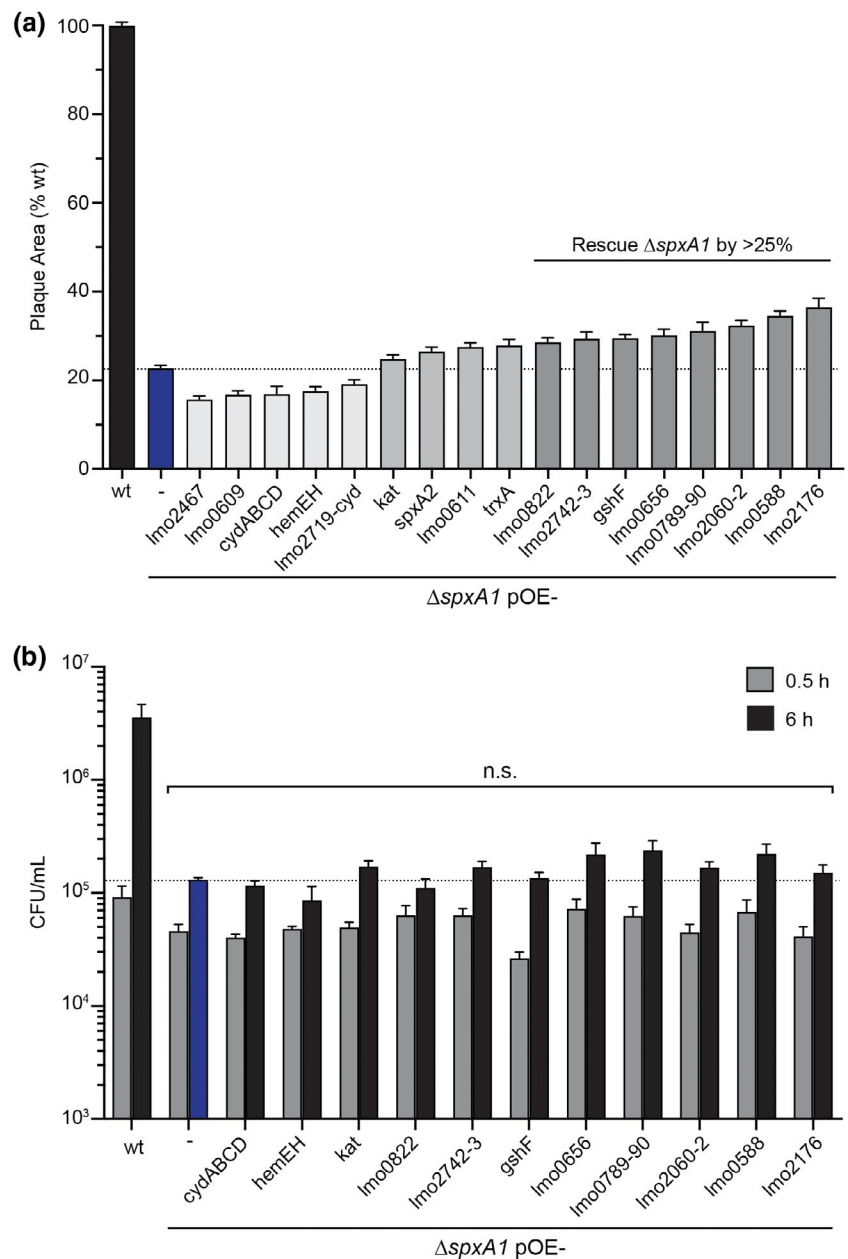 (a)
100
80
60
40
20
0
Plaque Area (% wt)
Rescue ΔspxA1 by >25%
wt
-
lmo2467
lmo0609
cydABCD
hemEH
lmo2719-cyd
kat
spxA2
lmo0611
trxA
lmo0822
lmo2742-3
gshF
lmo0656
lmo0789-90
lmo2060-2
lmo0588
lmo2176
ΔspxA1 pOE-
(b)
10⁷
10⁶
10⁵
10⁴
10³
CFU/mL
0.5 h
6 h
n.s.
wt
-
cydABCD
hemEH
kat
lmo0822
lmo2742-3
gshF
lmo0656
lmo0789-90
lmo2060-2
lmo0588
lmo2176
ΔspxA1 pOE-